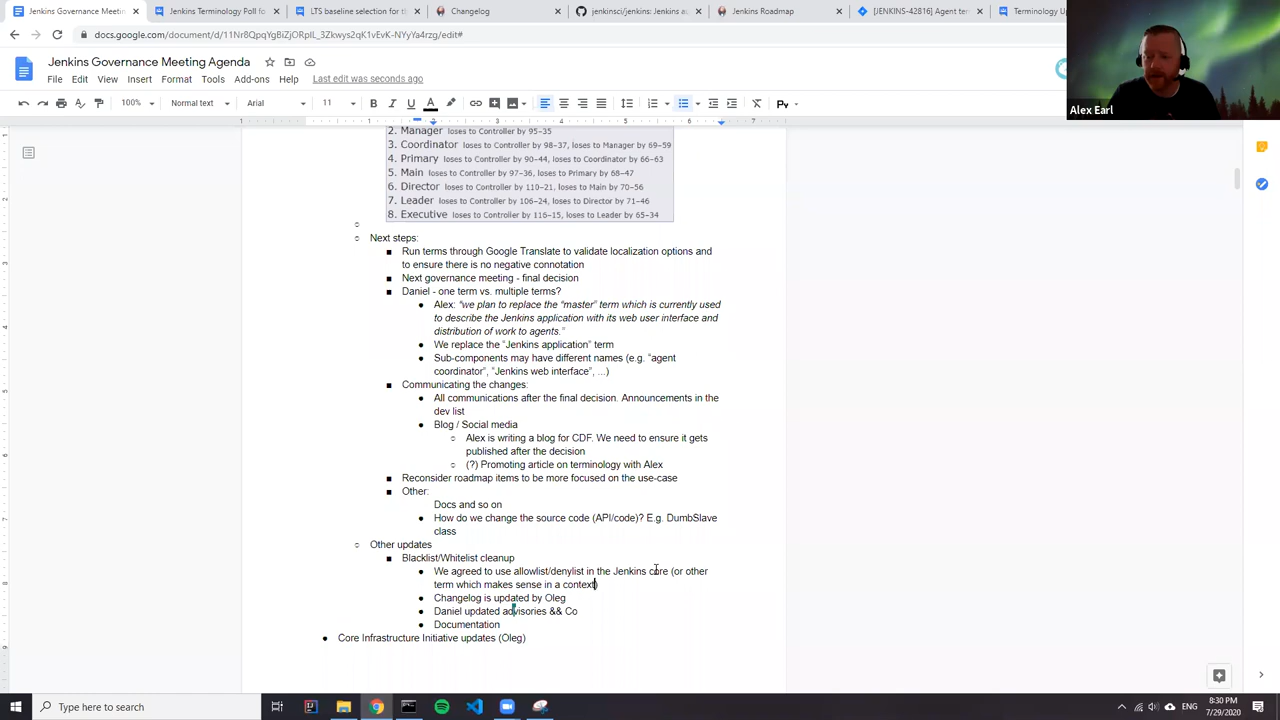 Jenkins Governance Meetin
Jenkins Terminology Poll fo
LTS baseline selection for th
Changelog
jenkinsci/jenkins: Jenkins au
Jenkins Roadmap
[JENKINS-42816] Agent ter
Terminology Up
docs.google.com/document/d/11Nr8QpqYgBiZjORpIL_3Zkwys2qK1vEvK-NYyYa4rzg/edit#
Jenkins Governance Meeting Agenda
File Edit View Insert Format Tools Add-ons Help Last edit was seconds ago
100% Normal text Arial 11
Alex Earl
2. Manager loses to Controller by 95–35
3. Coordinator loses to Controller by 98–37, loses to Manager by 69–59
4. Primary loses to Controller by 90–44, loses to Coordinator by 66–63
5. Main loses to Controller by 97–36, loses to Primary by 68–47
6. Director loses to Controller by 110–21, loses to Main by 70–56
7. Leader loses to Controller by 106–24, loses to Director by 71–46
8. Executive loses to Controller by 116–15, loses to Leader by 65–34
Next steps:
Run terms through Google Translate to validate localization options and
to ensure there is no negative connotation
Next governance meeting - final decision
Daniel - one term vs. multiple terms?
Alex: “we plan to replace the “master” term which is currently used
to describe the Jenkins application with its web user interface and
distribution of work to agents.”
We replace the “Jenkins application” term
Sub-components may have different names (e.g. “agent
coordinator”, “Jenkins web interface”, ...)
Communicating the changes:
All communications after the final decision. Announcements in the
dev list
Blog / Social media
Alex is writing a blog for CDF. We need to ensure it gets
published after the decision
(?) Promoting article on terminology with Alex
Reconsider roadmap items to be more focused on the use-case
Other:
Docs and so on
How do we change the source code (API/code)? E.g. DumbSlave
class
Other updates
Blacklist/Whitelist cleanup
We agreed to use allowlist/denylist in the Jenkins core (or other
term which makes sense in a context)
Changelog is updated by Oleg
Daniel updated advisories && Co
Documentation
Core Infrastructure Initiative updates (Oleg)
Type here to search
ENG
8:30 PM
7/29/2020